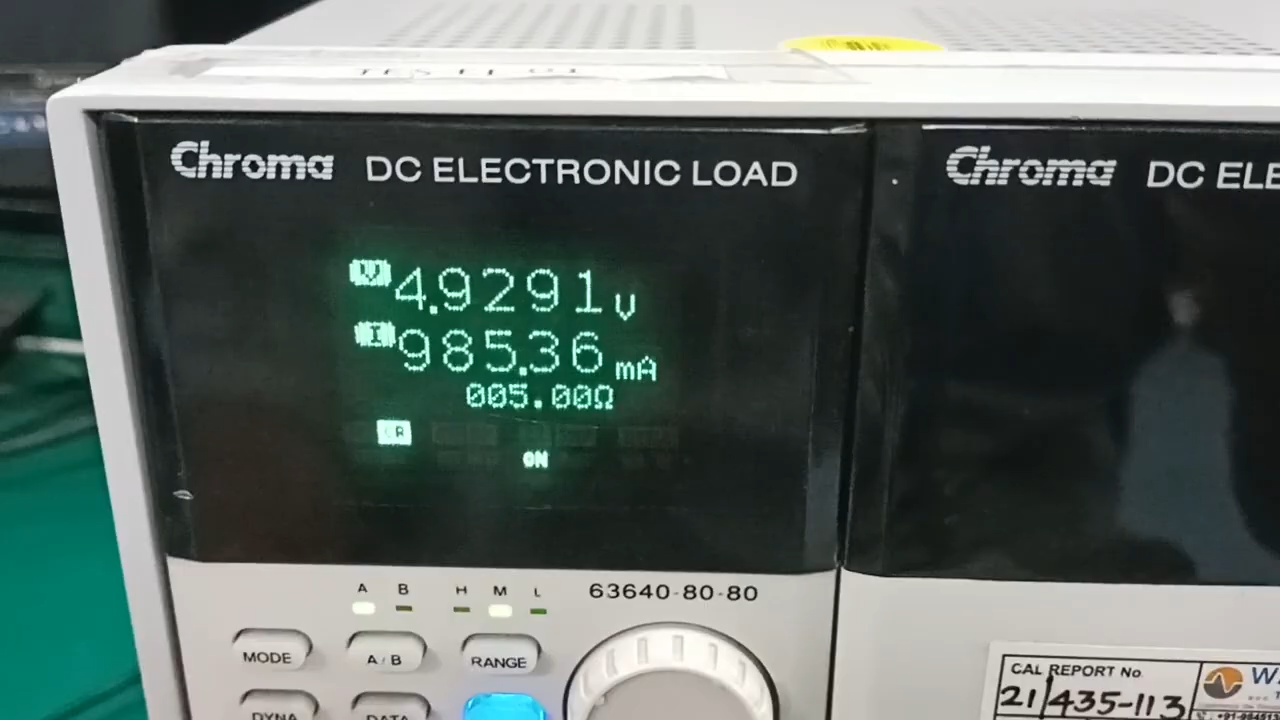 Chroma DC ELECTRONIC LOAD
Chroma DC ELE
V 4.9291 V
I 985.36 mA
005.00Ω
CR
ON
A B H M L 63640-80-80
MODE A/B RANGE
DYNA DATA
CAL REPORT No.
21/435-113